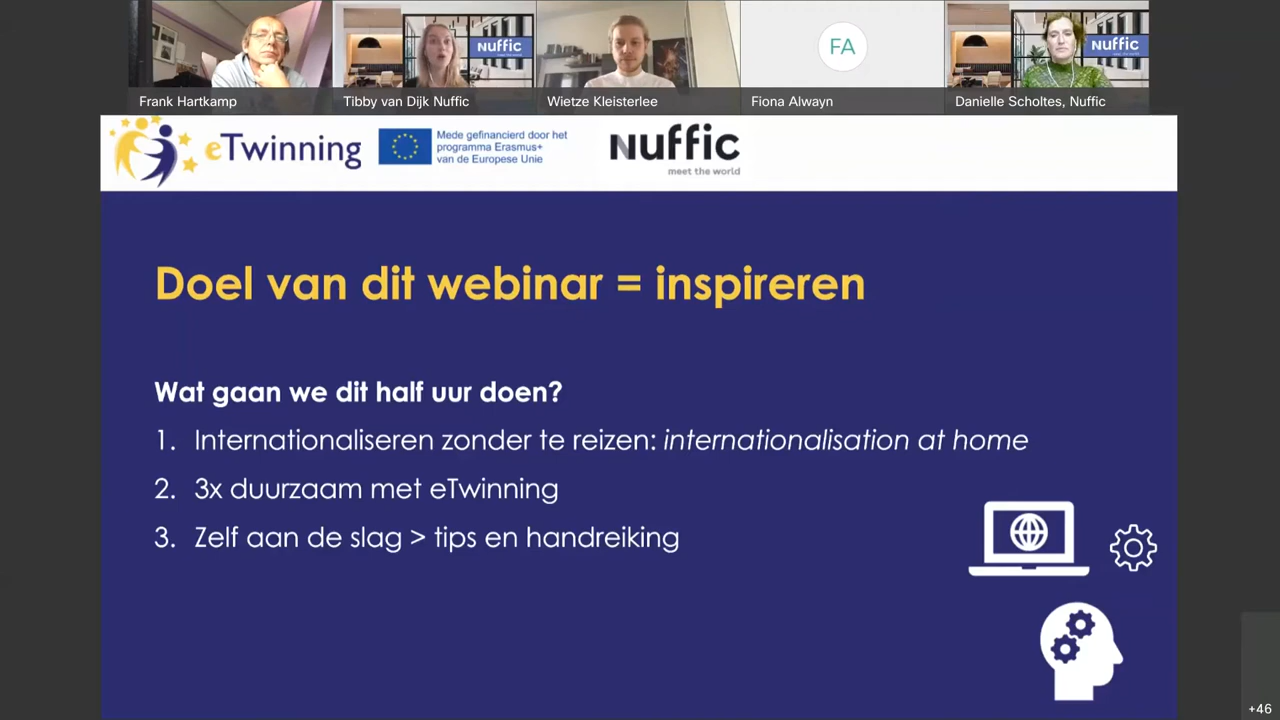 Nuffic
Nuffic
Frank Hartkamp
Tibby van Dijk Nuffic
Wietze Kleisterlee
FA
Fiona Alwayn
Danielle Scholtes, Nuffic
eTwinning
Mede gefinancierd door het
programma Erasmus+
van de Europese Unie
Nuffic
meet the world
Doel van dit webinar = inspireren
Wat gaan we dit half uur doen?
1. Internationaliseren zonder te reizen: internationalisation at home
2. 3x duurzaam met eTwinning
3. Zelf aan de slag > tips en handreiking
+46